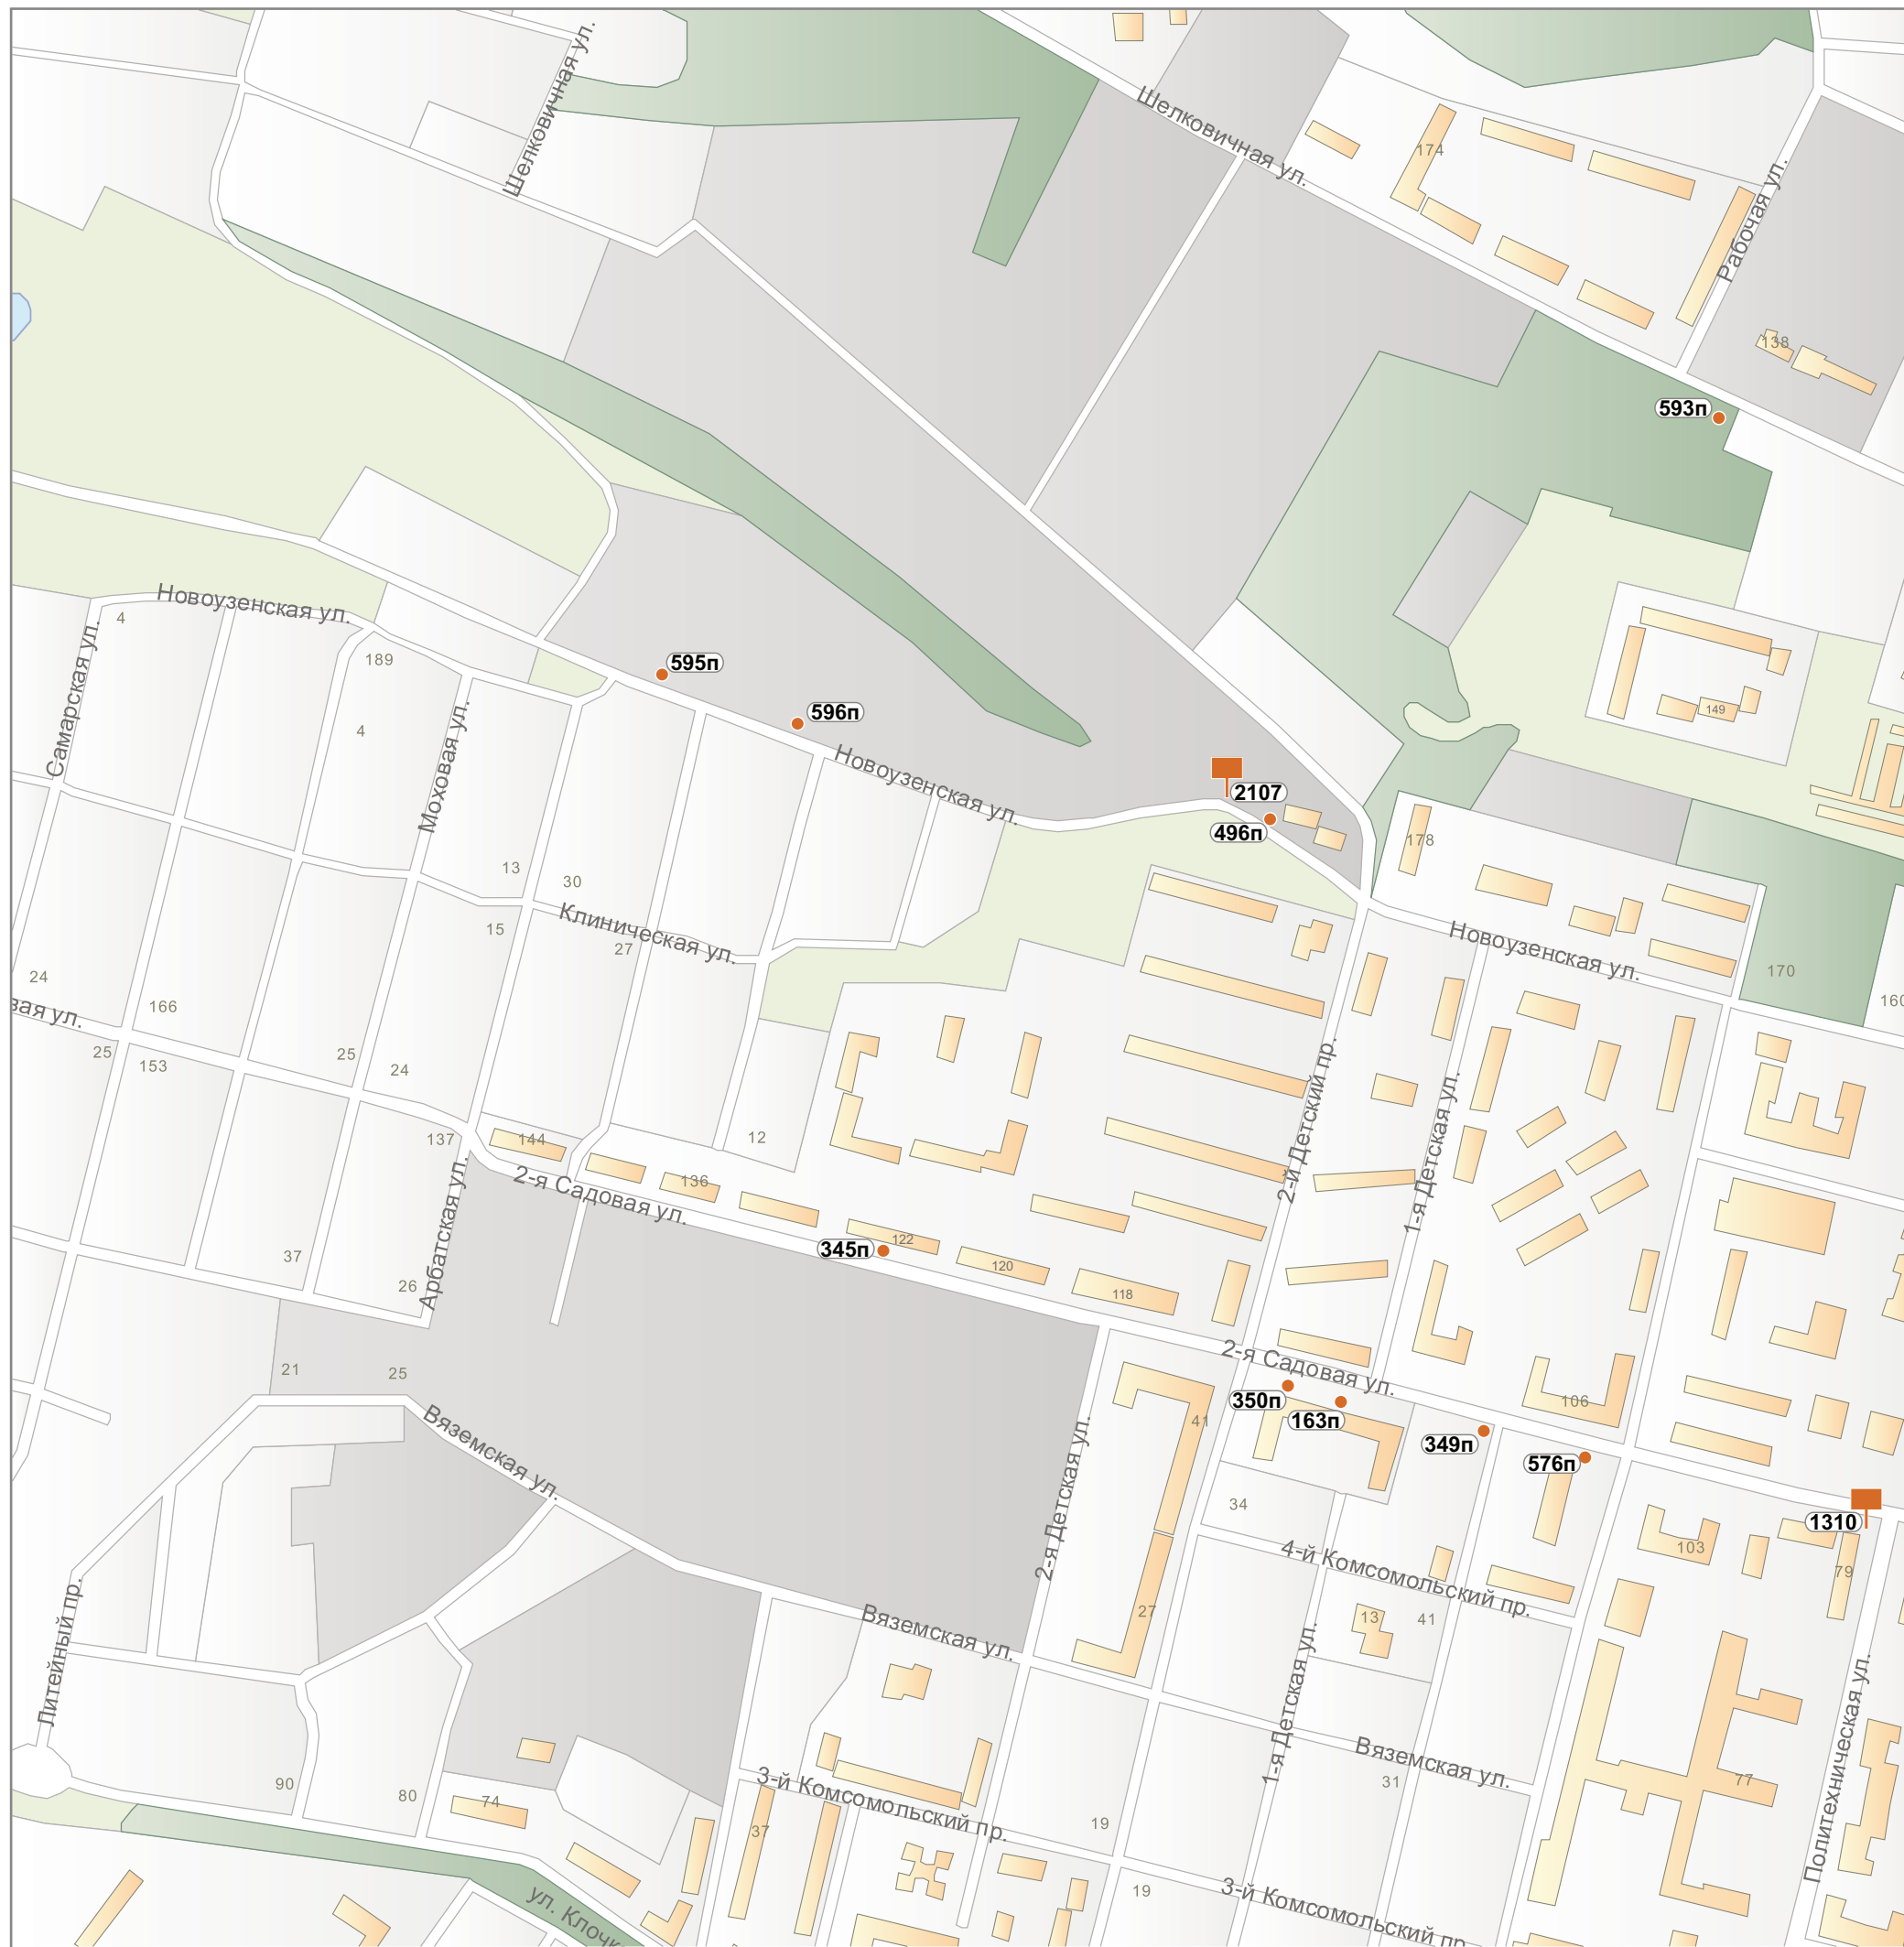 Шелковичная ул.
Шелковичная ул.
174
Рабочая ул.
138
593п
Новоузенская ул.
4
189
595п
Самарская ул.
4
Моховая ул.
596п
149
Новоузенская ул.
2107
496п
178
13
30
Клиническая ул.
15
27
Новоузенская ул.
24
170
166
160
вая ул.
25
153
25
24
2-й Детский пр.
1-я Детская ул.
137
144
12
136
2-я Садовая ул.
Арбатская ул.
122
345п
120
37
26
118
2-я Садовая ул.
21
25
350п
163п
106
Вяземская ул.
41
349п
576п
2-я Детская ул.
34
1310
4-й Комсомольский пр.
103
79
Литейный пр.
Вяземская ул.
27
13
41
1-я Детская ул.
Политехническая ул.
Вяземская ул.
90
80
74
3-й Комсомольский пр.
31
77
37
19
19
3-й Комсомольский пр
ул. Клочк